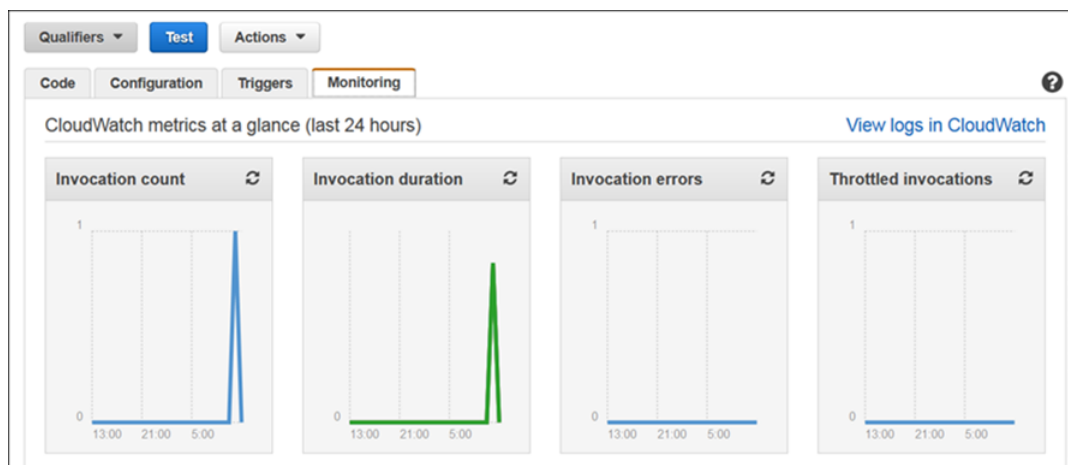 Qualifiers Test Actions
Code Configuration Triggers Monitoring ?
CloudWatch metrics at a glance (last 24 hours) View logs in CloudWatch
Invocation count Invocation duration Invocation errors Throttled invocations
1 1 1
0 0 0 0
13:00 21:00 5:00 13:00 21:00 5:00 13:00 21:00 5:00 13:00 21:00 5:00